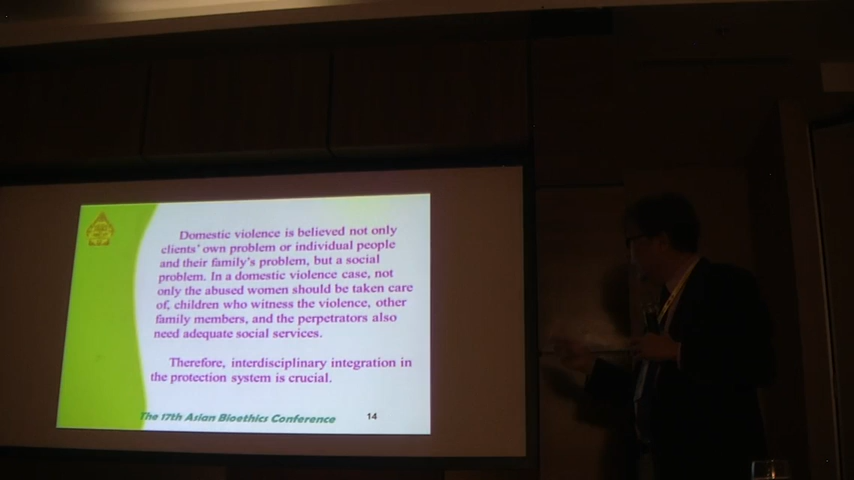 Domestic violence is believed not only
clients' own problem or individual people
and their family's problem, but a social
problem. In a domestic violence case, not
only the abused women should be taken care
of, children who witness the violence, other
family members, and the perpetrators also
need adequate social services.
Therefore, interdisciplinary integration in
the protection system is crucial.
The 17th Asian Bioethics Conference
14